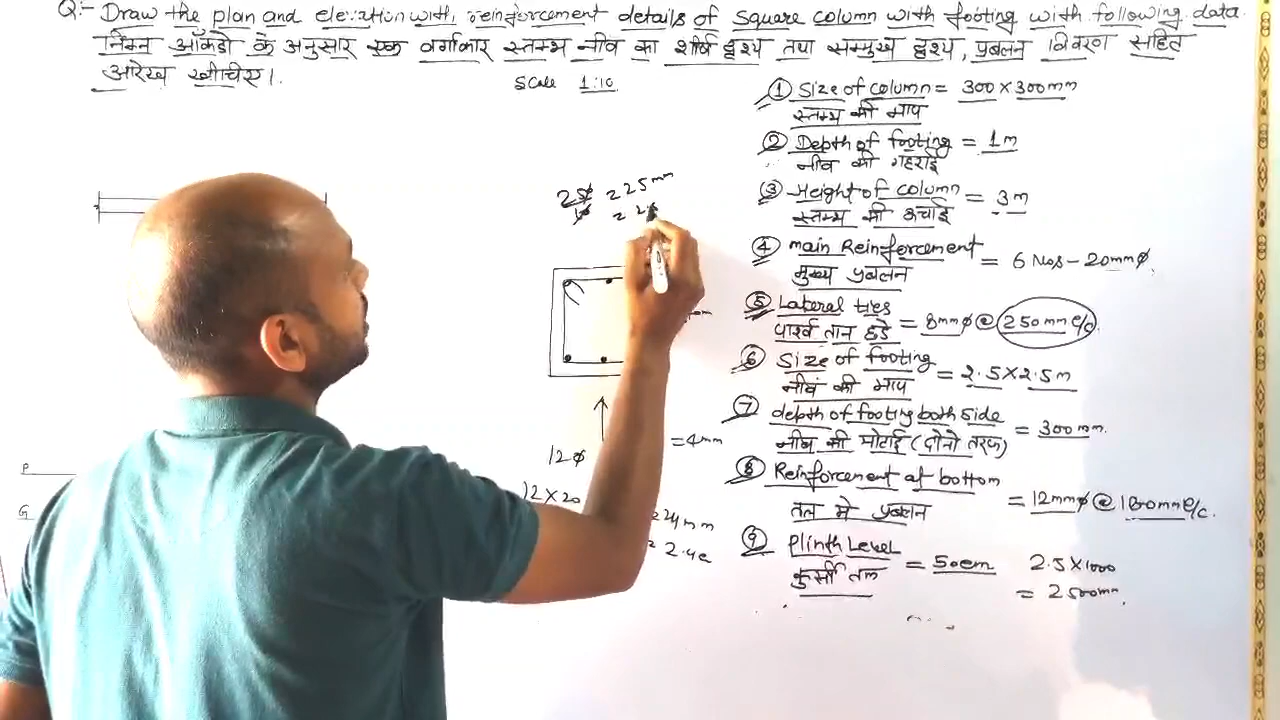 Q:- Draw the plan and elevation with, reinforcement details of square column with footing with following data.
निम्न आँकडो के अनुसार एक वर्गाकार स्तम्भ नीव का शीर्ष दृश्य तथा सम्मुख दृश्य, प्रबलन विवरण सहित
आरेख खीचिए।
Scale 1:10
① Size of column = 300 × 300mm
स्तम्भ की माप
② Depth of footing = 1m
नीव की गहराई
③ Height of column = 3m
स्तम्भ की ऊचाई
④ main Reinforcement = 6 Nos - 20mmϕ.
मुख्य प्रबलन
⑤ Lateral ties = 8mmϕ @ 250mm c/c.
पार्श्व तान छडे
⑥ Size of footing = 2.5 × 2.5m
नीव की माप
⑦ depth of footing both side = 300mm.
नीव की मोटाई (दोनो तरफ)
⑧ Reinforcement at bottom = 12mmϕ @ 180mm c/c.
तल मे प्रबलन
⑨ Plinth Level = 50cm
कुर्सी तल
2.5 × 1000
= 2500mm.
= 4mm
12ϕ
12 × 20
= 24mm
= 2.4c
P
G